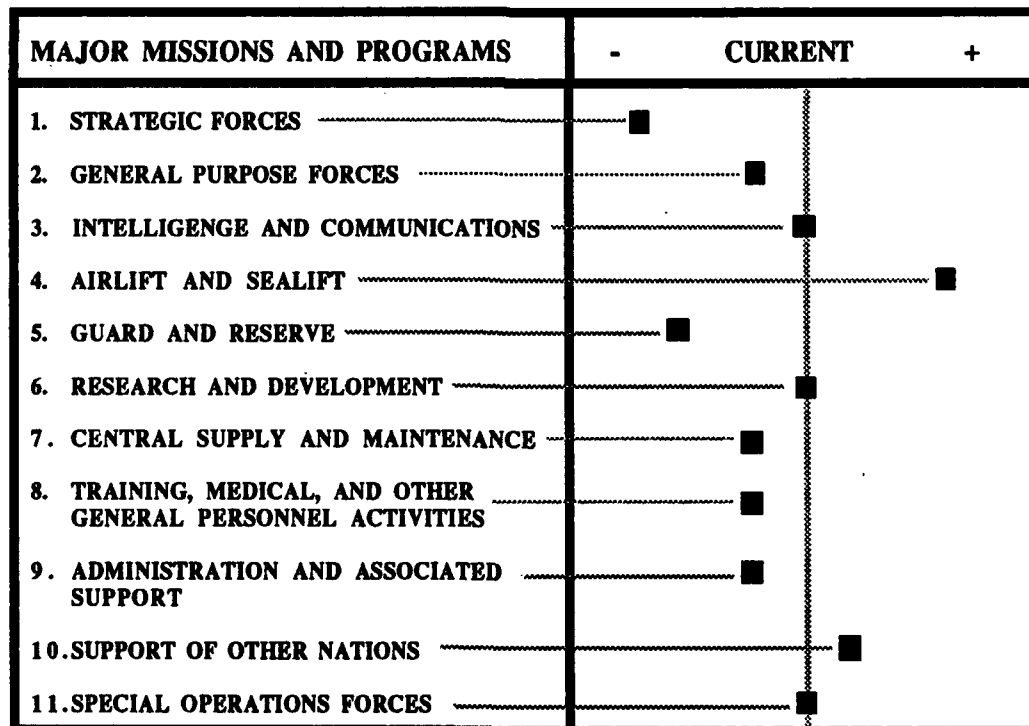 MAJOR MISSIONS AND PROGRAMS - CURRENT +
1. STRATEGIC FORCES
2. GENERAL PURPOSE FORCES
3. INTELLIGENGE AND COMMUNICATIONS
4. AIRLIFT AND SEALIFT
5. GUARD AND RESERVE
6. RESEARCH AND DEVELOPMENT
7. CENTRAL SUPPLY AND MAINTENANCE
8. TRAINING, MEDICAL, AND OTHER
GENERAL PERSONNEL ACTIVITIES
9. ADMINISTRATION AND ASSOCIATED
SUPPORT
10.SUPPORT OF OTHER NATIONS
11.SPECIAL OPERATIONS FORCES